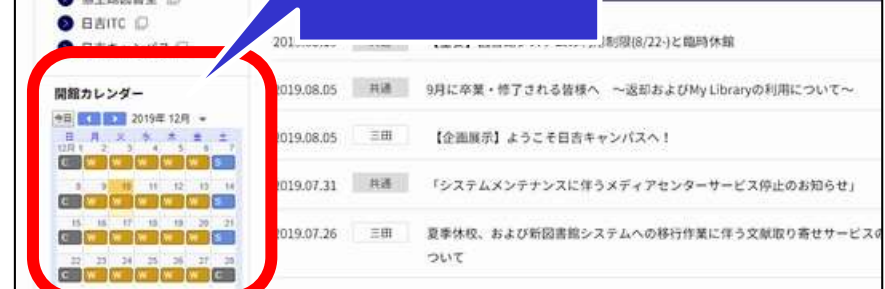 日吉ITC
開館カレンダー
今日 2019年 12月
日 月 火 水 木 金 土
12月 1 2 3 4 5 6 7
C W W W W W S
8 9 10 11 12 13 14
C W W W W W S
15 16 17 18 19 20 21
C W W W W W S
22 23 24 25 26 27 28
C W W W W W C
制限(8/22-)と臨時休館
2019.08.05 共通 9月に卒業・修了される皆様へ ～返却およびMy Libraryの利用について～
2019.08.05 三田 【企画展示】ようこそ日吉キャンパスへ！
2019.07.31 共通 「システムメンテナンスに伴うメディアセンターサービス停止のお知らせ」
2019.07.26 三田 夏季休校、および新図書館システムへの移行作業に伴う文献取り寄せサービスの
ついて